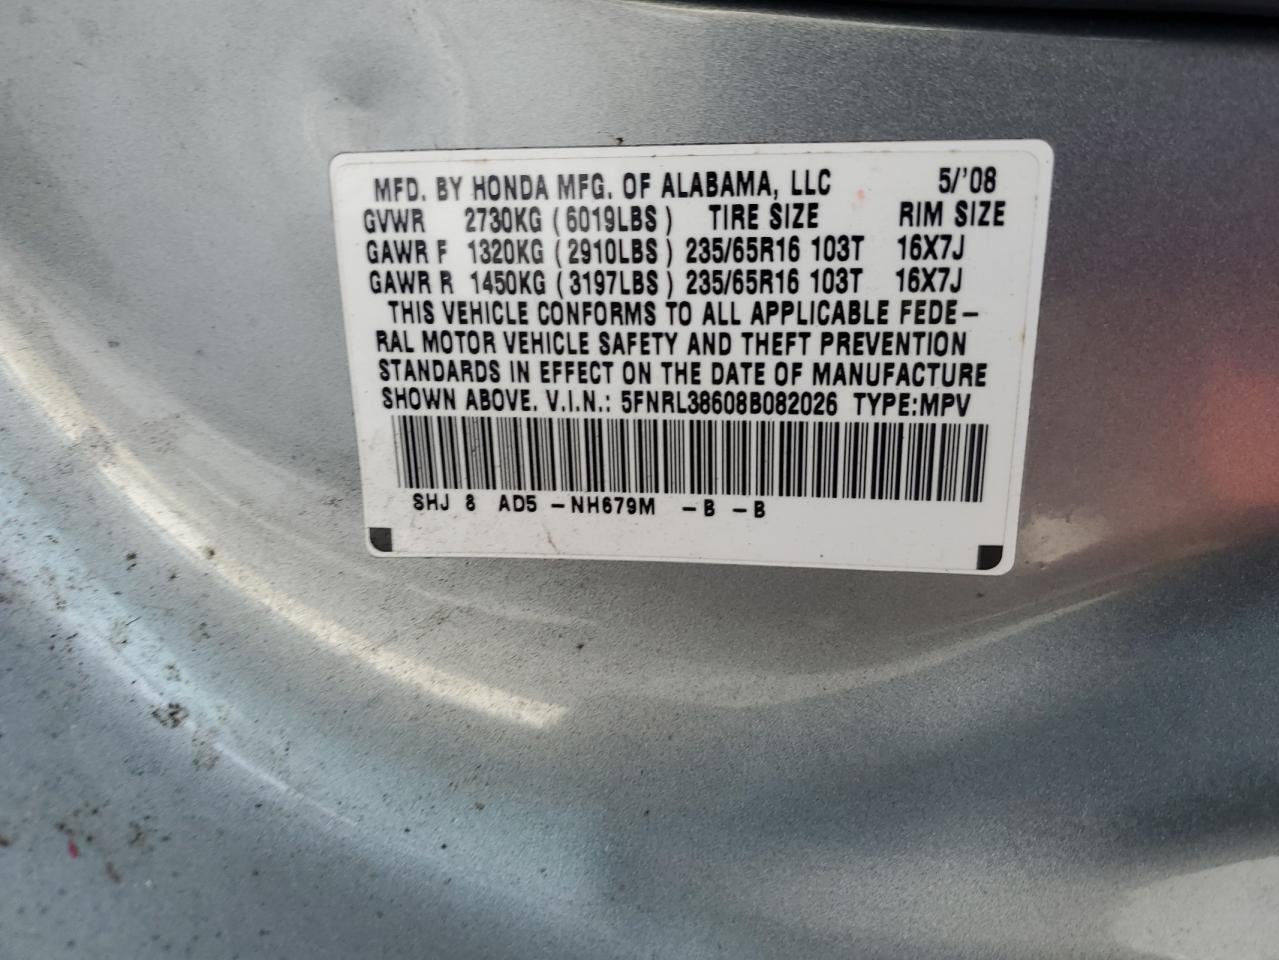 MFD. BY HONDA MFG. OF ALABAMA, LLC 5/'08
GVWR 2730KG (6019LBS) TIRE SIZE RIM SIZE
GAWR F 1320KG (2910LBS) 235/65R16 103T 16X7J
GAWR R 1450KG (3197LBS) 235/65R16 103T 16X7J
THIS VEHICLE CONFORMS TO ALL APPLICABLE FEDE-
RAL MOTOR VEHICLE SAFETY AND THEFT PREVENTION
STANDARDS IN EFFECT ON THE DATE OF MANUFACTURE
SHOWN ABOVE. V.I.N.: 5FNRL38608B082026 TYPE:MPV
SHJ 8 AD5 -NH679M -B -B